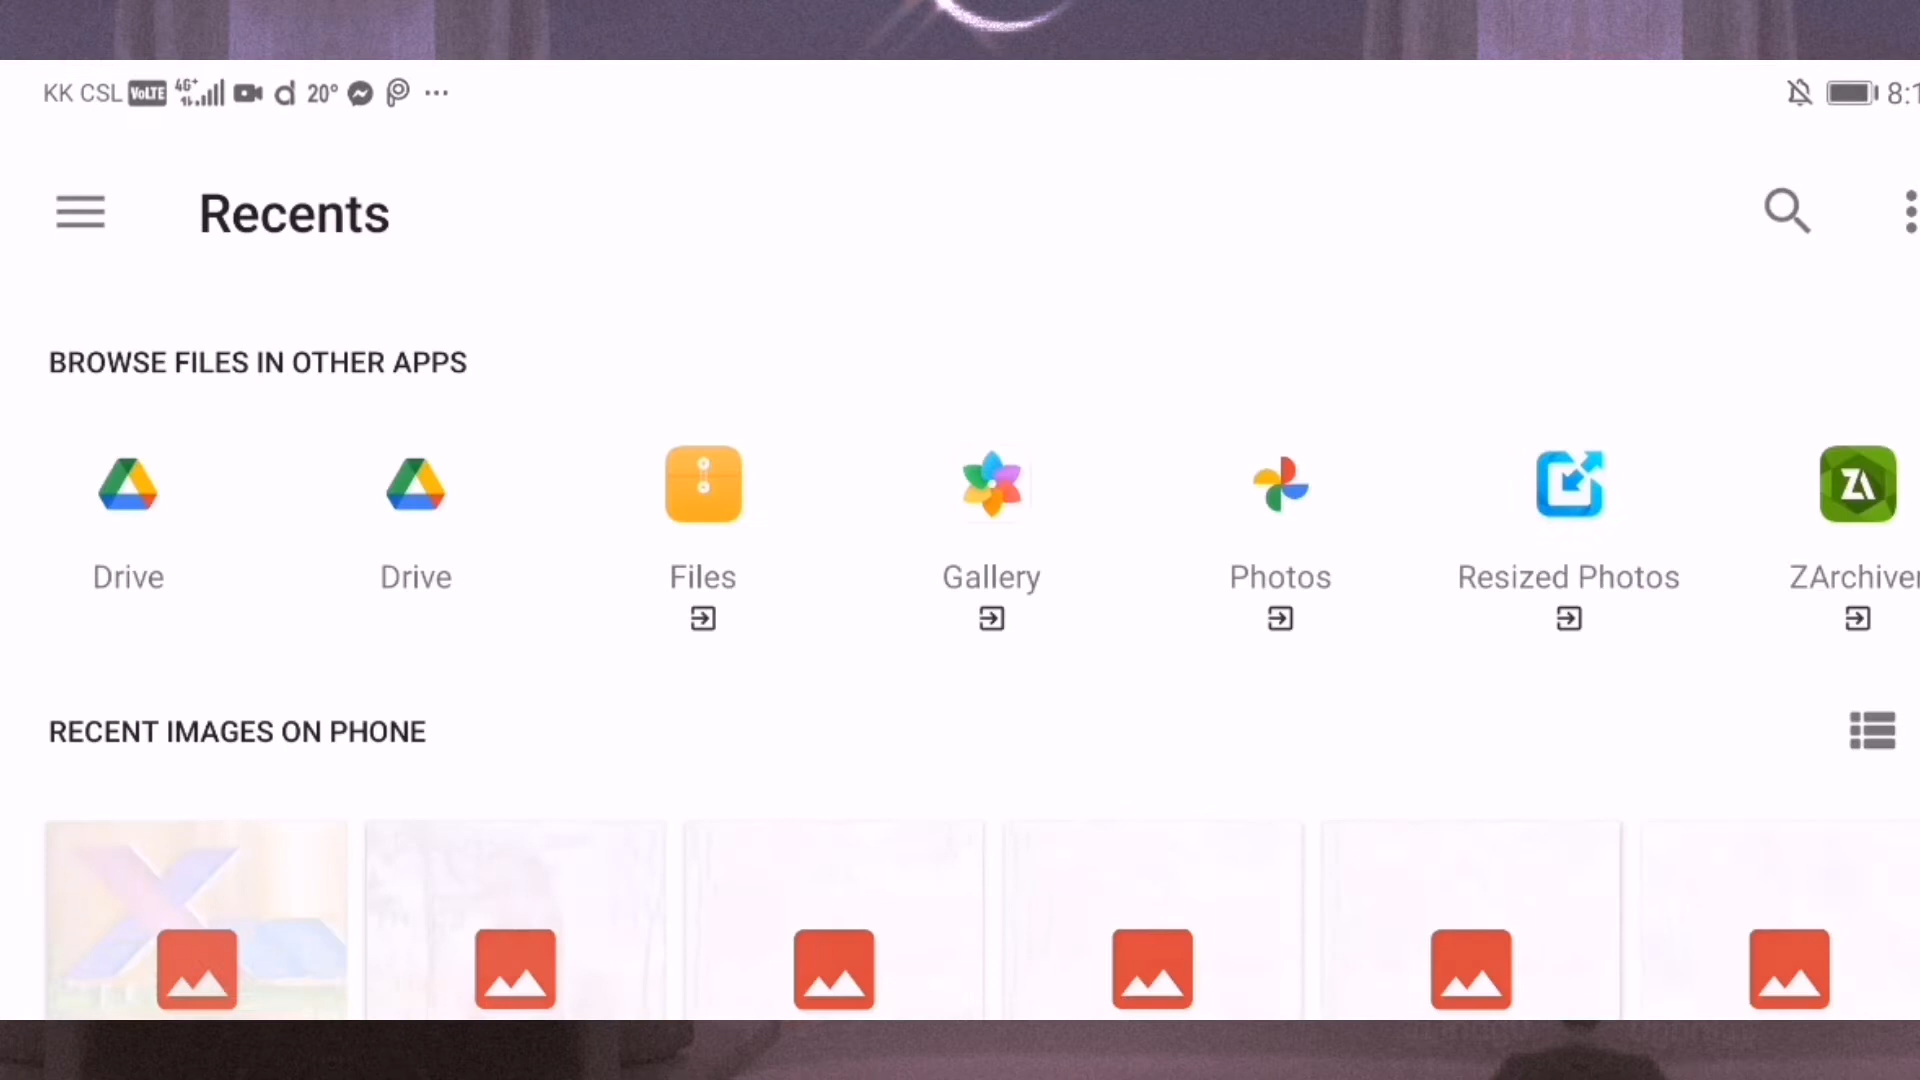 KK CSL VoLTE 4G+ 20° 8:1
Recents
BROWSE FILES IN OTHER APPS
Drive Drive Files Gallery Photos Resized Photos ZArchiver
RECENT IMAGES ON PHONE